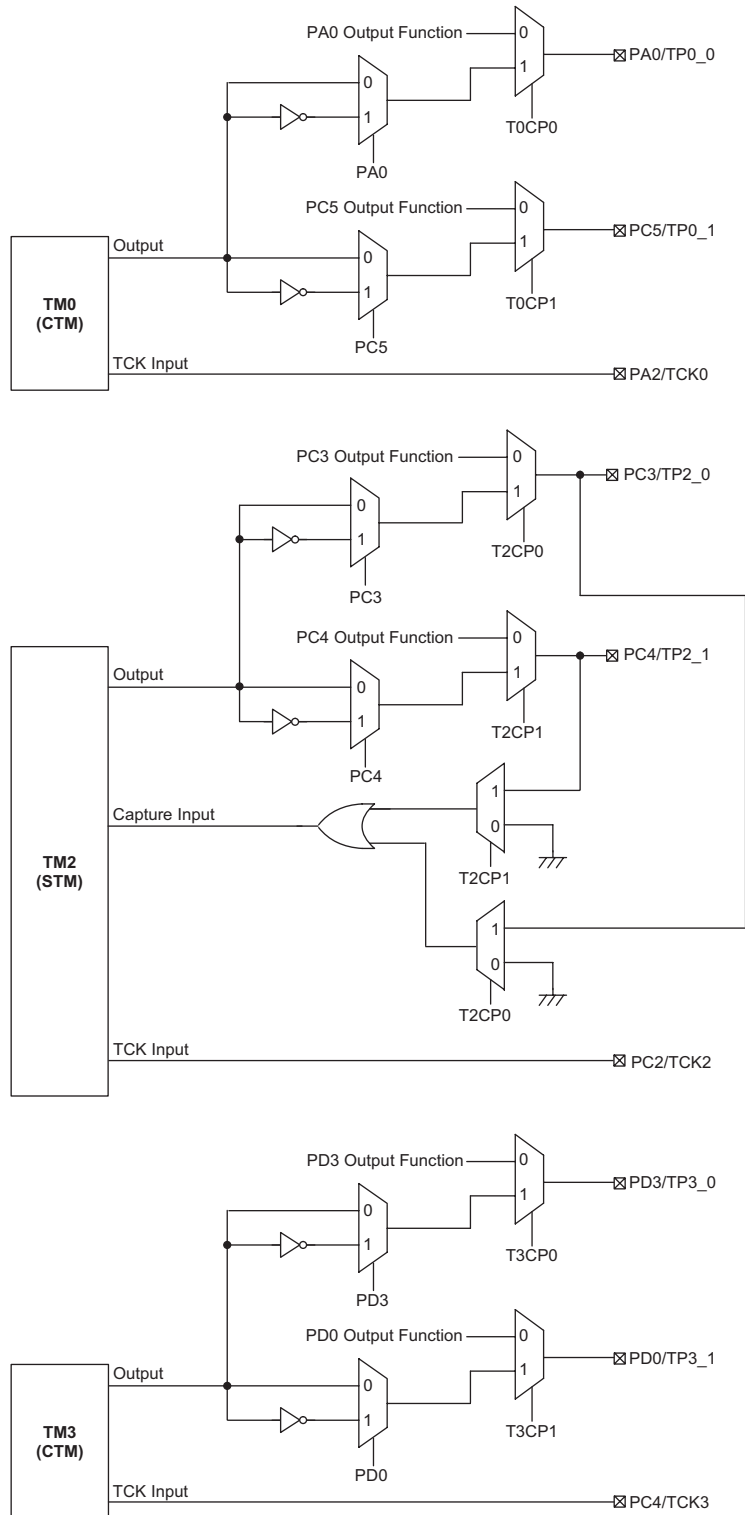 PA0 Output Function
0
1
PA0/TP0_0
0
1
T0CP0
PA0
PC5 Output Function
0
1
PC5/TP0_1
Output
0
1
T0CP1
TM0
(CTM)
PC5
TCK Input
PA2/TCK0
PC3 Output Function
0
1
PC3/TP2_0
0
1
T2CP0
PC3
PC4 Output Function
0
1
PC4/TP2_1
Output
0
1
T2CP1
PC4
1
Capture Input
0
TM2
(STM)
T2CP1
1
0
T2CP0
TCK Input
PC2/TCK2
PD3 Output Function
0
1
PD3/TP3_0
0
1
T3CP0
PD3
PD0 Output Function
0
1
PD0/TP3_1
Output
0
1
T3CP1
TM3
(CTM)
PD0
TCK Input
PC4/TCK3